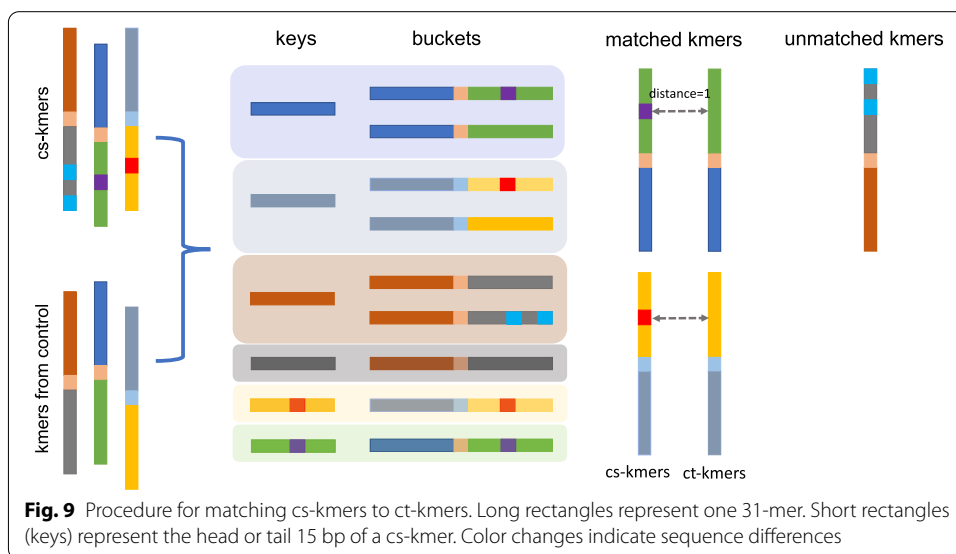 keys
buckets
matched kmers
unmatched kmers
cs-kmers
distance=1
kmers from control
cs-kmers
ct-kmers
Fig. 9 Procedure for matching cs-kmers to ct-kmers. Long rectangles represent one 31-mer. Short rectangles
(keys) represent the head or tail 15 bp of a cs-kmer. Color changes indicate sequence differences